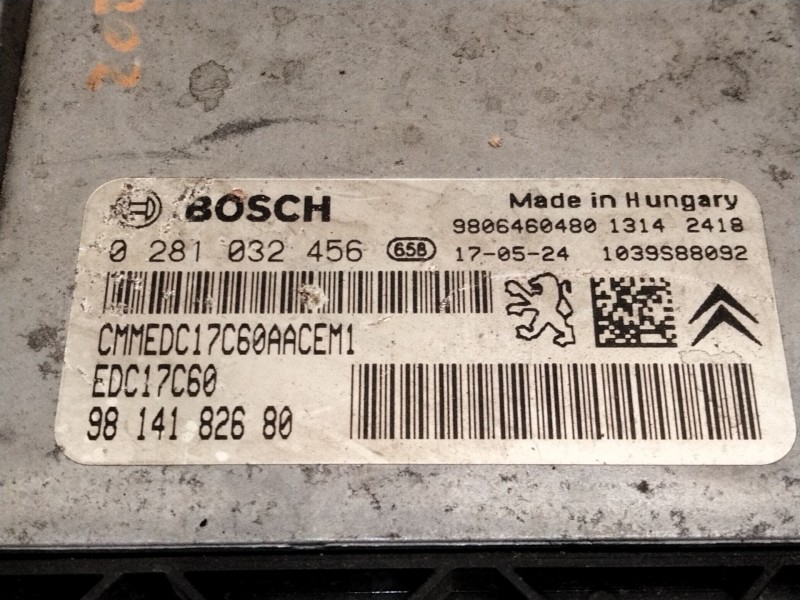 208
BOSCH
Made in Hungary
9806460480 1314 2418
0 281 032 456 658 17-05-24 1039S88092
CMMEDC17C60AACEM1
EDC17C60
98 141 826 80